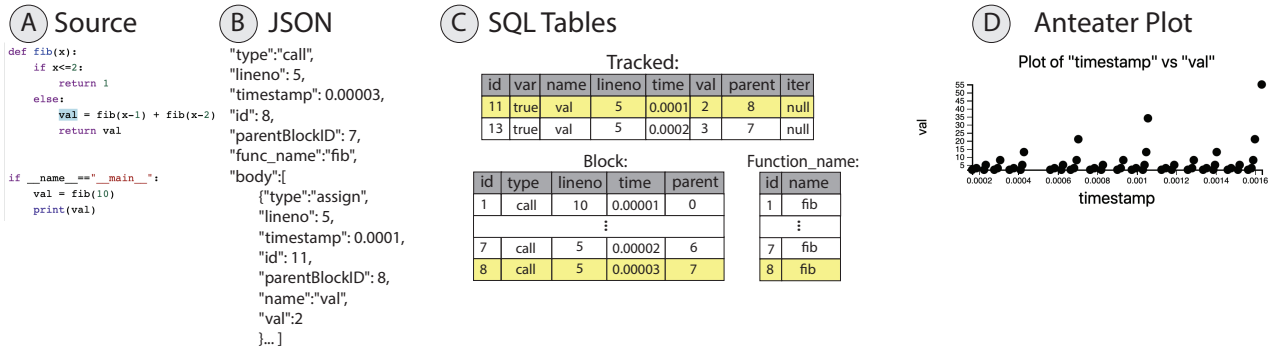 A Source
def fib(x):
if x<=2:
return 1
else:
val = fib(x-1) + fib(x-2)
return val
if __name__=="__main__":
val = fib(10)
print(val)
B JSON
"type":"call",
"lineno": 5,
"timestamp": 0.00003,
"id": 8,
"parentBlockID": 7,
"func_name":"fib",
"body":[
{"type":"assign",
"lineno": 5,
"timestamp": 0.0001,
"id": 11,
"parentBlockID": 8,
"name":"val",
"val":2
}... ]
C SQL Tables
Tracked:
id var name lineno time val parent iter
11 true val 5 0.0001 2 8 null
13 true val 5 0.0002 3 7 null
Block:
id type lineno time parent
1 call 10 0.00001 0
⋮
7 call 5 0.00002 6
8 call 5 0.00003 7
Function_name:
id name
1 fib
⋮
7 fib
8 fib
D Anteater Plot
Plot of "timestamp" vs "val"
55
50
45
40
35
30
25
20
15
10
5
val
0.0002 0.0004 0.0006 0.0008 0.001 0.0012 0.0014 0.0016
timestamp